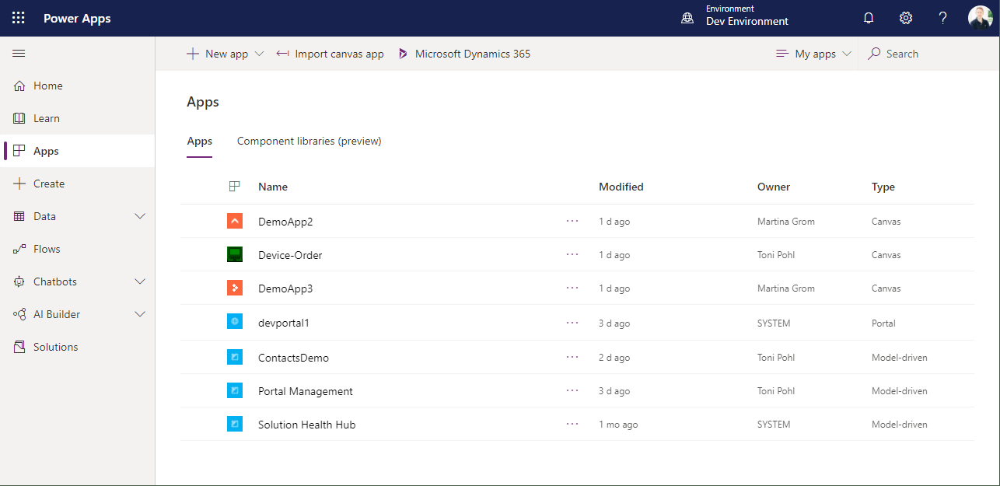 Power Apps
Environment
Dev Environment
?
New app
Import canvas app
Microsoft Dynamics 365
My apps
Search
Home
Learn
Apps
Create
Data
Flows
Chatbots
AI Builder
Solutions
Apps
Apps Component libraries (preview)
Name Modified Owner Type
DemoApp2 ... 1 d ago Martina Grom Canvas
Device-Order ... 1 d ago Toni Pohl Canvas
DemoApp3 ... 1 d ago Martina Grom Canvas
devportal1 ... 3 d ago SYSTEM Portal
ContactsDemo ... 2 d ago Toni Pohl Model-driven
Portal Management ... 3 d ago Toni Pohl Model-driven
Solution Health Hub ... 1 mo ago SYSTEM Model-driven